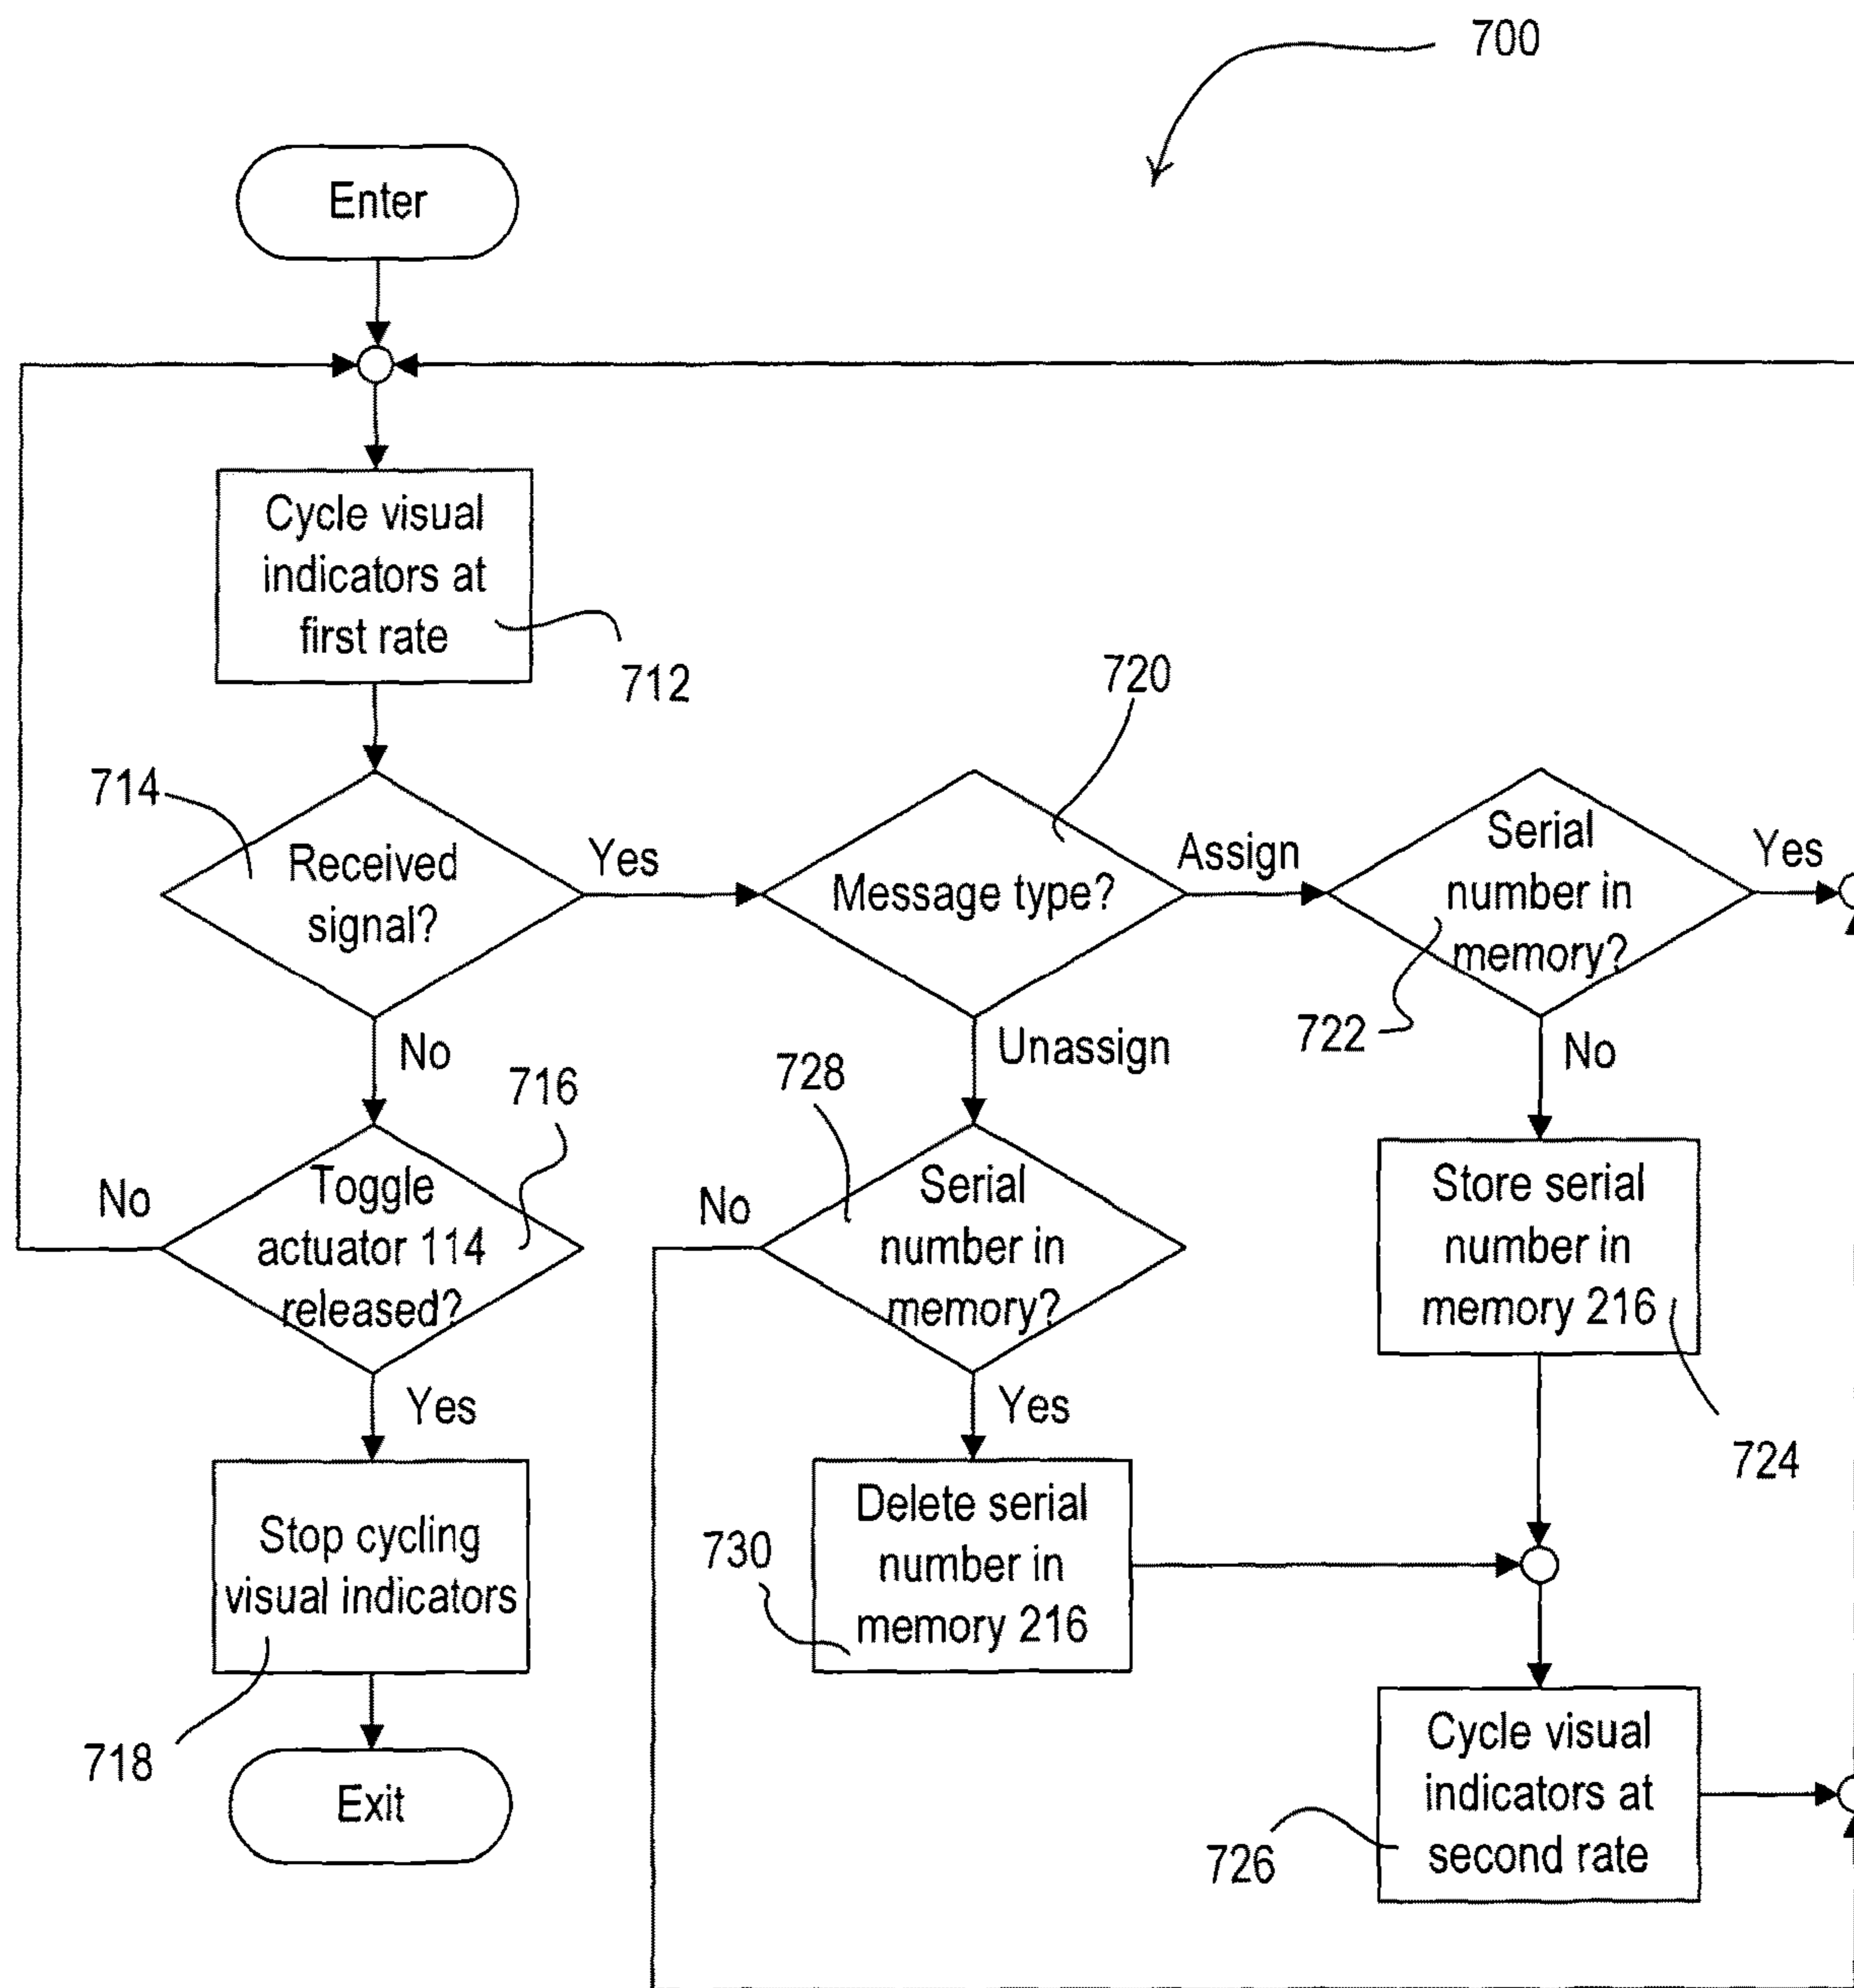 700
Enter
Cycle visual
indicators at
first rate
712
720
714
Received
signal?
Yes
Message type?
Assign
Serial
number in
memory?
Yes
722
No
716
Unassign
728
No
No
Toggle
actuator 114
released?
No
Serial
number in
memory?
Store serial
number in
memory 216
724
Yes
Yes
Stop cycling
visual indicators
718
730
Delete serial
number in
memory 216
Exit
Cycle visual
indicators at
second rate
726